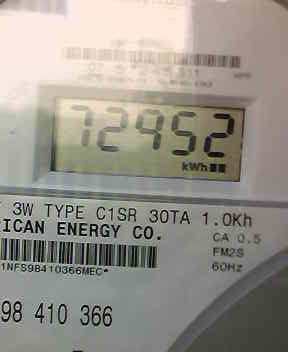 72952
kWh
3W TYPE C1SR 30TA 1.0Kh
RICAN ENERGY CO.
CA 0.5
FM2S
1NFS98410366MEC*
60Hz
98 410 366